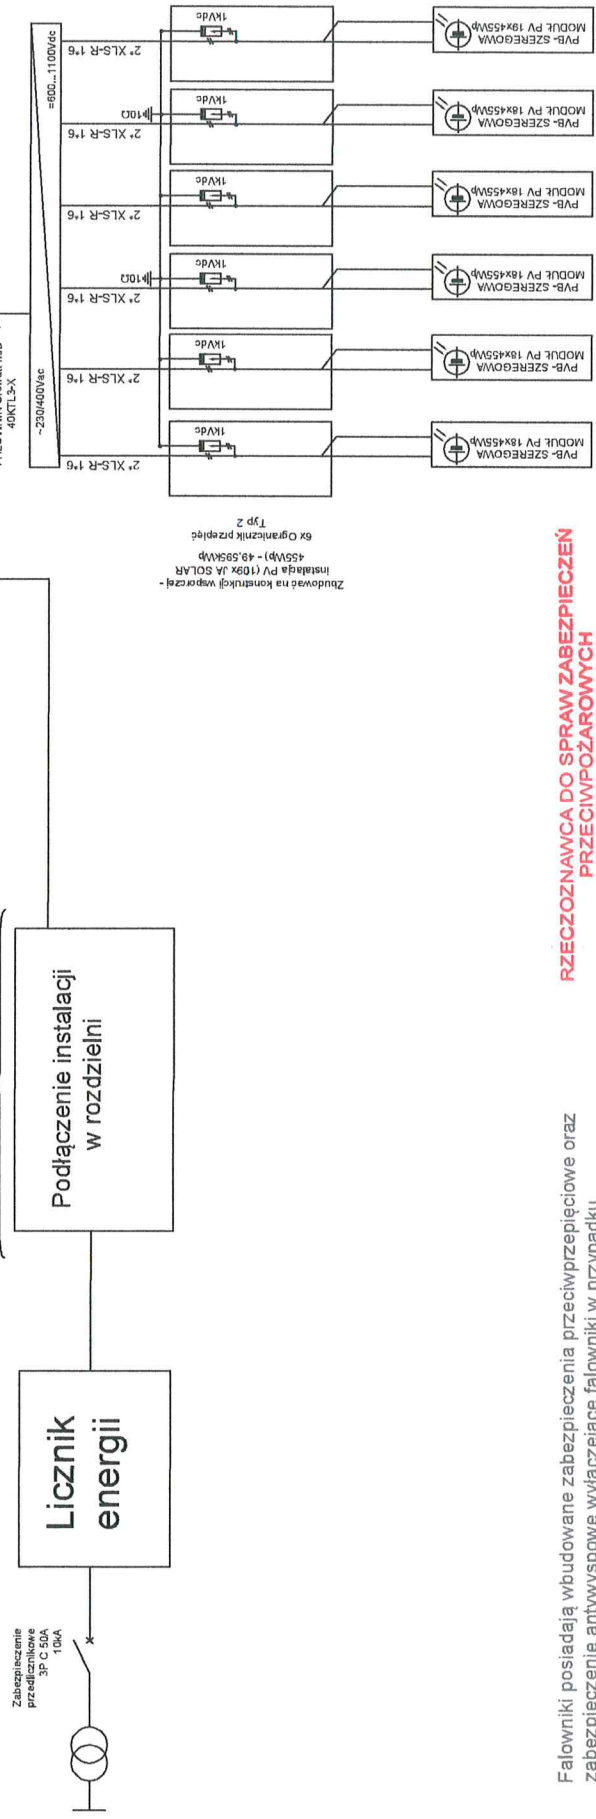 Zabezpieczenie
przedlicznikowe
3P C 50A
10kA
Licznik
energii
Podłączenie instalacji
w rozdzielni
40KTL3-X
~230/400Vac
=600...1100Vdc
2* XLS-R 1*6
2* XLS-R 1*6
2* XLS-R 1*6
2* XLS-R 1*6
2* XLS-R 1*6
2* XLS-R 1*6
10Ω
10Ω
1kVdc
1kVdc
1kVdc
1kVdc
1kVdc
1kVdc
PVB- SZEREGOWA
MODUŁ PV 18x455Wp
PVB- SZEREGOWA
MODUŁ PV 18x455Wp
PVB- SZEREGOWA
MODUŁ PV 18x455Wp
PVB- SZEREGOWA
MODUŁ PV 18x455Wp
PVB- SZEREGOWA
MODUŁ PV 18x455Wp
PVB- SZEREGOWA
MODUŁ PV 19x455Wp
Zbudować na konstrukcji wsporczej -
instalacja PV (109x JA SOLAR
455Wp) - 49,595kWp
6x Ogranicznik przepięć
Typ 2
Falowniki posiadają wbudowane zabezpieczenia przeciwprzepięciowe oraz
zabezpieczenie antywyspowe wyłączejące falowniki w przypadku
RZECZOZNAWCA DO SPRAW ZABEZPIECZEŃ
PRZECIWPOŻAROWYCH